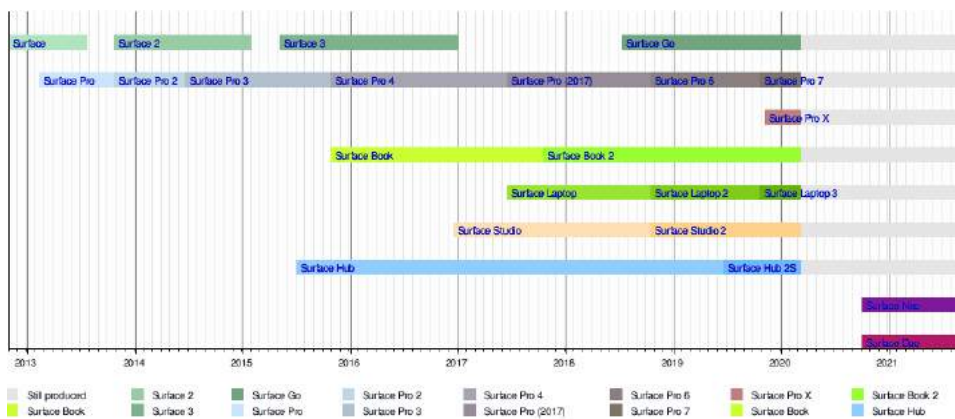 Surface Surface 2 Surface 3 Surface Go
Surface Pro Surface Pro 2 Surface Pro 3 Surface Pro 4 Surface Pro (2017) Surface Pro 6 Surface Pro 7
Surface Pro X
Surface Book Surface Book 2
Surface Laptop Surface Laptop 2 Surface Laptop 3
Surface Studio Surface Studio 2
Surface Hub Surface Hub 2S
Surface Neo
Surface Duo
2013 2014 2015 2016 2017 2018 2019 2020 2021
Still produced Surface 2 Surface Go Surface Pro 2 Surface Pro 4 Surface Pro 6 Surface Pro X Surface Book 2
Surface Book Surface 3 Surface Pro Surface Pro 3 Surface Pro (2017) Surface Pro 7 Surface Book Surface Hub